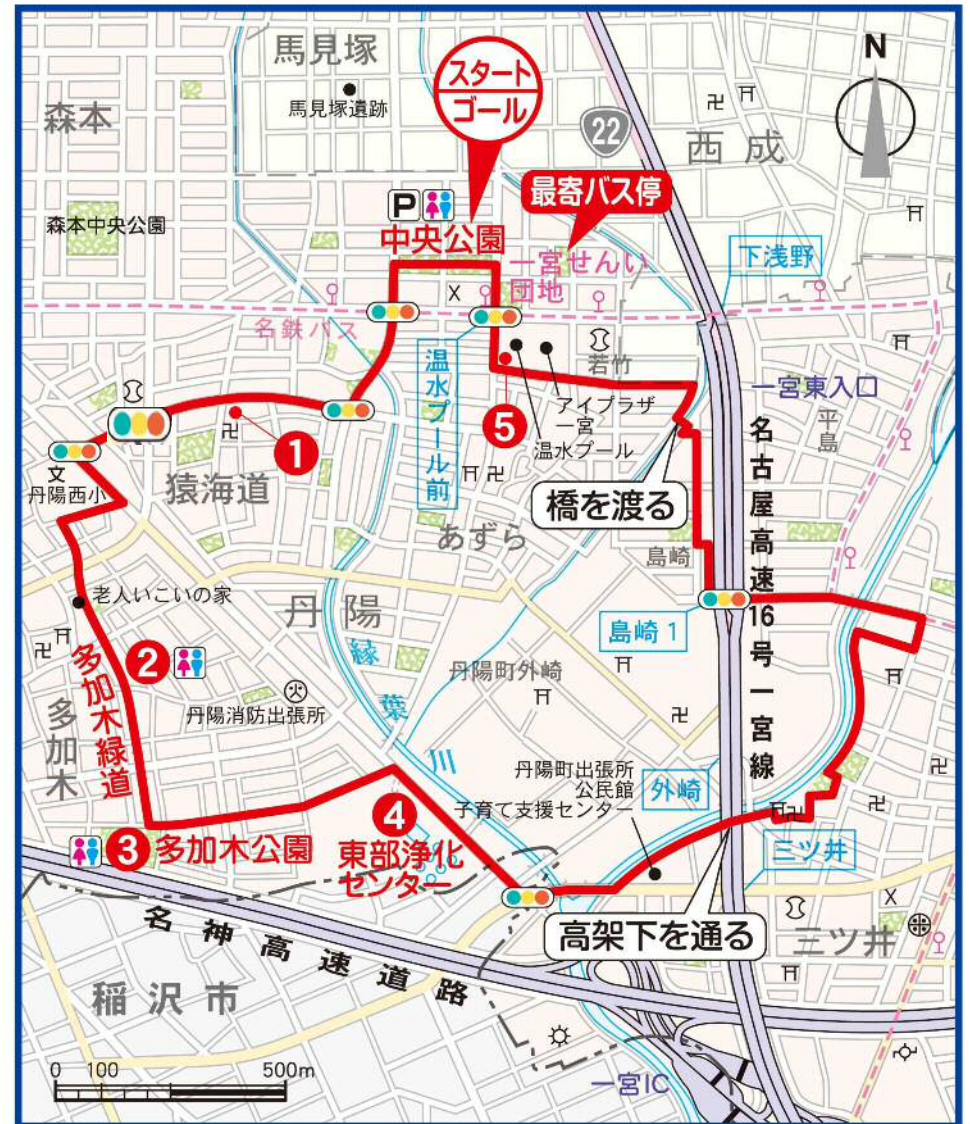 馬見塚
馬見塚遺跡
スタート
ゴール
N
22
西成
森本
森本中央公園
P
中央公園
最寄バス停
一宮せんい
団地
下浅野
名鉄バス
温水プール前
若竹
アイプラザ
一宮
温水プール
一宮東入口
平島
1
5
文
丹陽西小
猿海道
あずら
橋を渡る
島崎
名古屋高速16号一宮線
老人いこいの家
丹陽
島崎1
2
多加木緑道
多加木
丹陽町外崎
丹陽消防出張所
縁葉川
丹陽町出張所
公民館
子育て支援センター
外崎
3
多加木公園
4
東部浄化
センター
三ツ井
高架下を通る
三ツ井
名神高速道路
稲沢市
一宮IC
0 100 500m